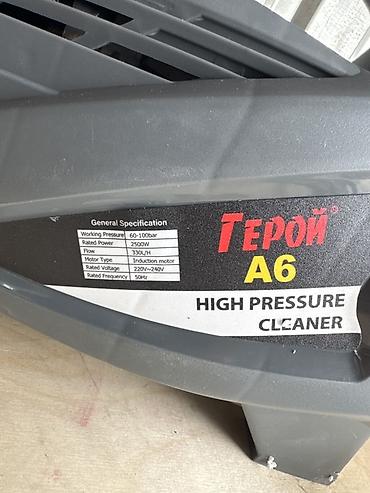 General Specification
Working Pressure 60-100bar
Rated Power 2500W
Flow 330L/H
Motor Type Induction motor
Rated Voltage 220V~240V
Rated Frequency 50Hz
ГЕРОЙ
A6
HIGH PRESSURE
CLEANER